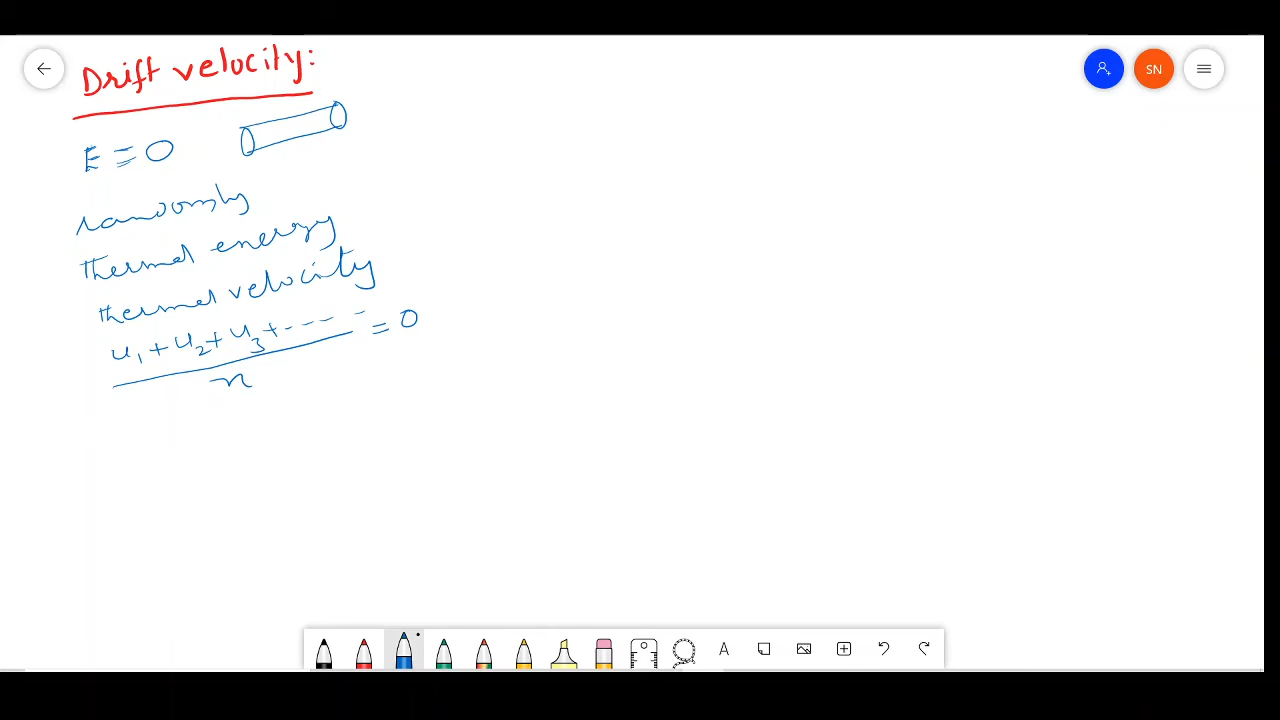 Drift velocity:
SN
E = 0
randomly
thermal energy
thermal velocity
u₁ + u₂ + u₃ + ---- -
= 0
n
A